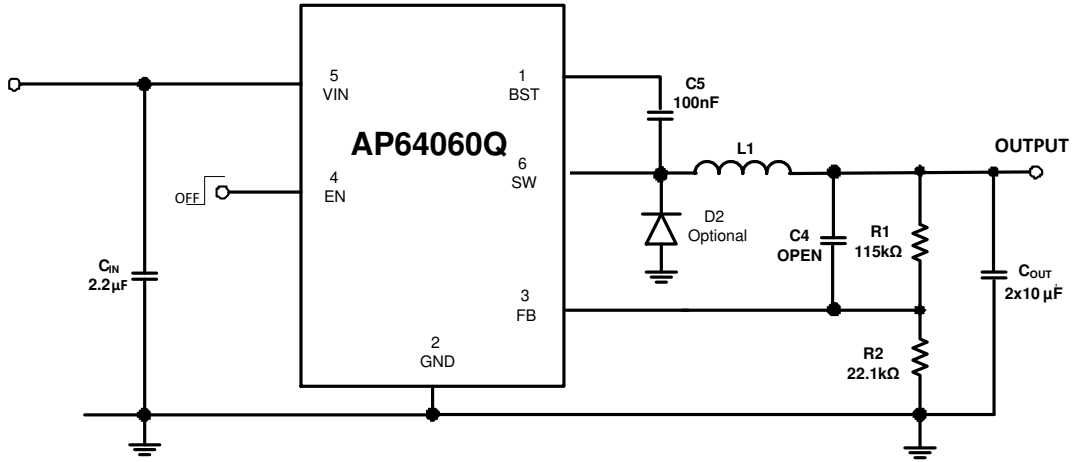 AP64060Q
5
VIN
4
EN
OFF
1
BST
6
SW
3
FB
2
GND
C5
100nF
L1
OUTPUT
D2
Optional
C4
OPEN
R1
115kΩ
R2
22.1kΩ
CIN
2.2µF
COUT
2x10 µF